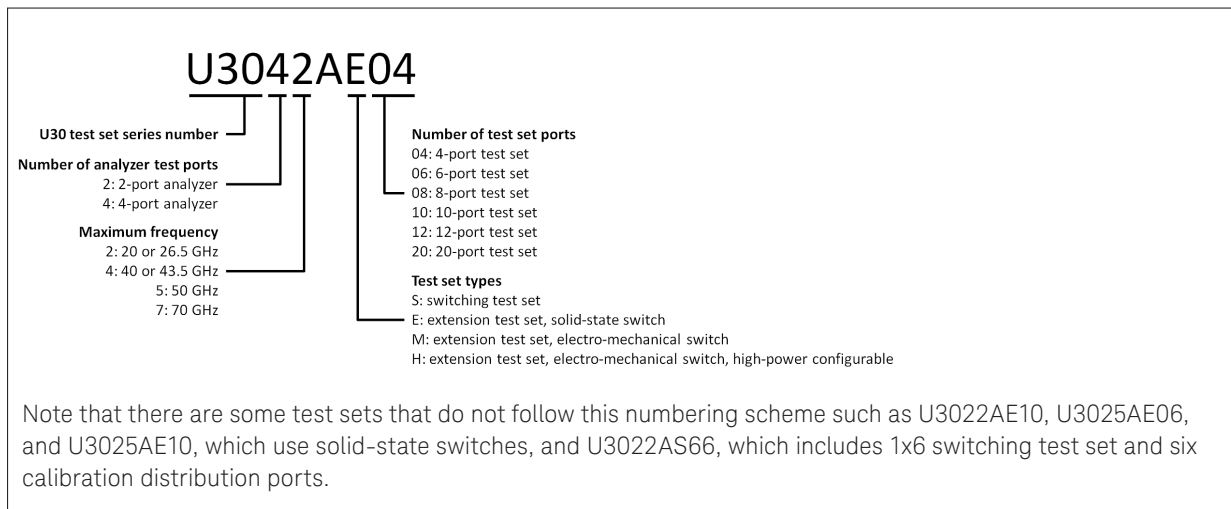 U3042AE04
U30 test set series number
Number of analyzer test ports
2: 2-port analyzer
4: 4-port analyzer
Maximum frequency
2: 20 or 26.5 GHz
4: 40 or 43.5 GHz
5: 50 GHz
7: 70 GHz
Number of test set ports
04: 4-port test set
06: 6-port test set
08: 8-port test set
10: 10-port test set
12: 12-port test set
20: 20-port test set
Test set types
S: switching test set
E: extension test set, solid-state switch
M: extension test set, electro-mechanical switch
H: extension test set, electro-mechanical switch, high-power configurable
Note that there are some test sets that do not follow this numbering scheme such as U3022AE10, U3025AE06,
and U3025AE10, which use solid-state switches, and U3022AS66, which includes 1x6 switching test set and six
calibration distribution ports.